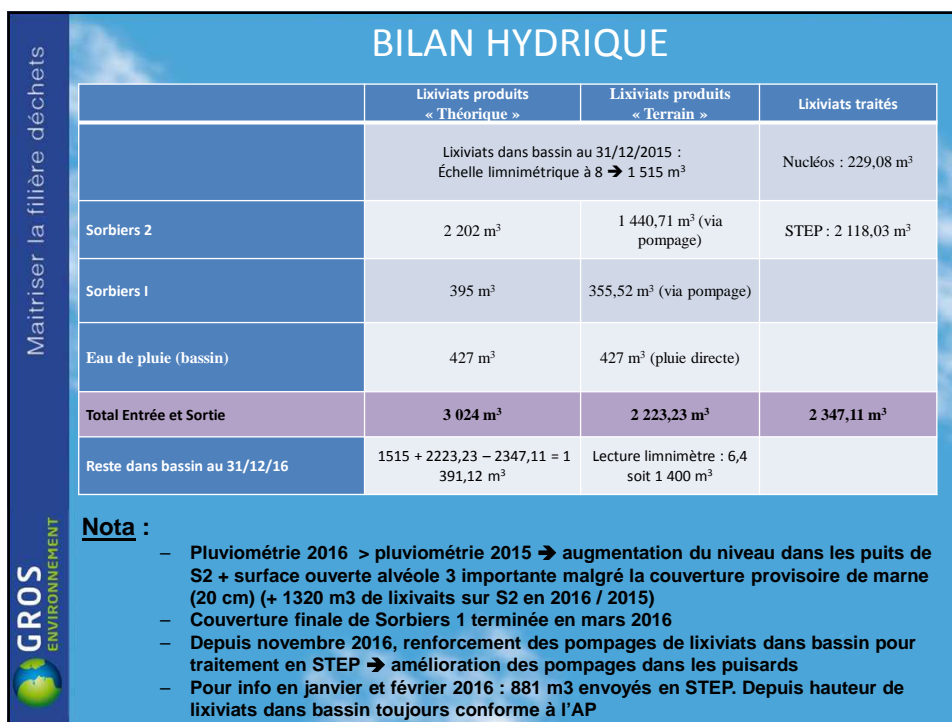 Maitriser la filière déchets
GROS
ENVIRONNEMENT
BILAN HYDRIQUE
Lixiviats produits
« Théorique »
Lixiviats produits
« Terrain »
Lixiviats traités
Lixiviats dans bassin au 31/12/2015 :
Échelle limnimétrique à 8 ➔ 1 515 m³
Nucléos : 229,08 m³
Sorbiers 2
2 202 m³
1 440,71 m³ (via
pompage)
STEP : 2 118,03 m³
Sorbiers I
395 m³
355,52 m³ (via pompage)
Eau de pluie (bassin)
427 m³
427 m³ (pluie directe)
Total Entrée et Sortie
3 024 m³
2 223,23 m³
2 347,11 m³
Reste dans bassin au 31/12/16
1515 + 2223,23 – 2347,11 = 1
391,12 m³
Lecture limnimètre : 6,4
soit 1 400 m³
Nota :
– Pluviométrie 2016 > pluviométrie 2015 ➔ augmentation du niveau dans les puits de
S2 + surface ouverte alvéole 3 importante malgré la couverture provisoire de marne
(20 cm) (+ 1320 m3 de lixivaits sur S2 en 2016 / 2015)
– Couverture finale de Sorbiers 1 terminée en mars 2016
– Depuis novembre 2016, renforcement des pompages de lixiviats dans bassin pour
traitement en STEP ➔ amélioration des pompages dans les puisards
– Pour info en janvier et février 2016 : 881 m3 envoyés en STEP. Depuis hauteur de
lixiviats dans bassin toujours conforme à l'AP